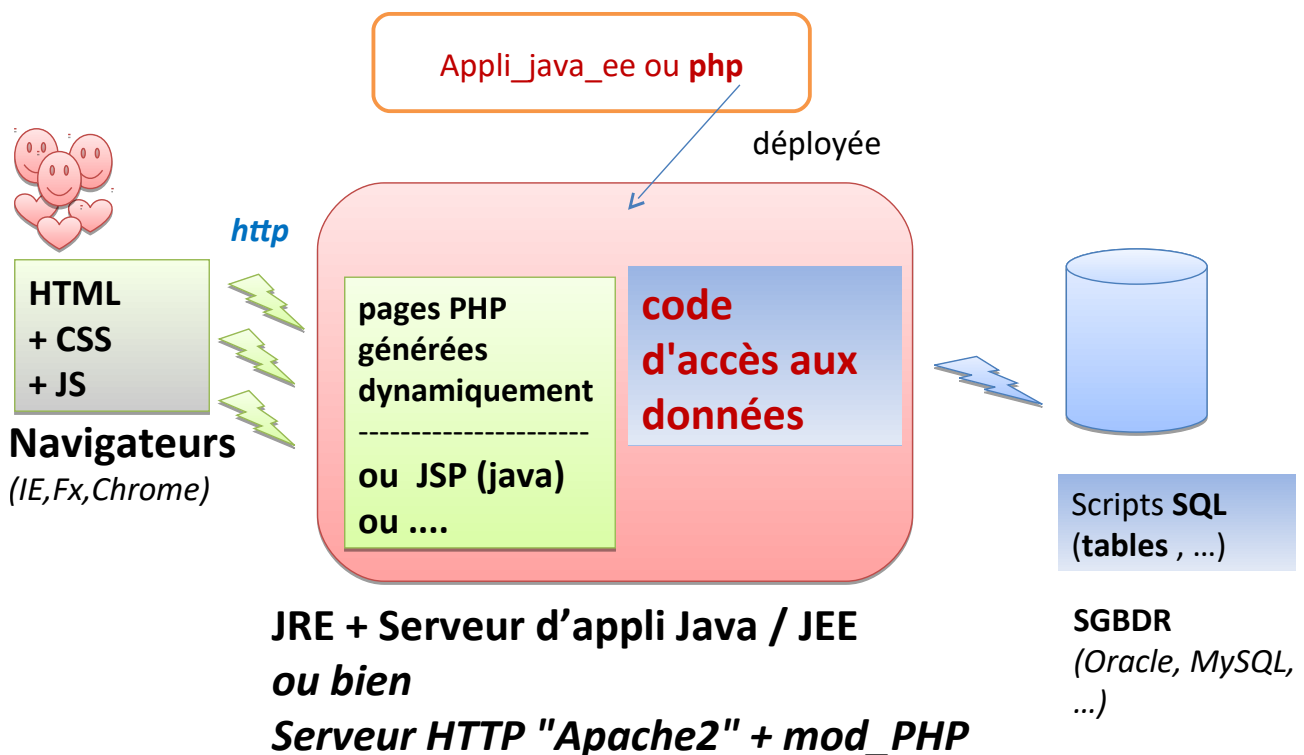 Appli_java_ee ou php
déployée
http
HTML
+ CSS
+ JS
Navigateurs
(IE,Fx,Chrome)
pages PHP
générées
dynamiquement
----------------------
ou JSP (java)
ou ....
code
d'accès aux
données
Scripts SQL
(tables , ...)
JRE + Serveur d’appli Java / JEE
ou bien
Serveur HTTP "Apache2" + mod_PHP
SGBDR
(Oracle, MySQL,
...)